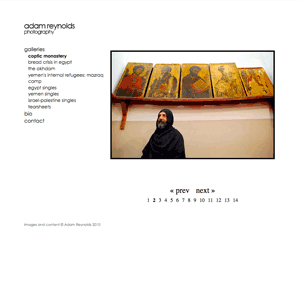 adam reynolds
photography
galleries
coptic monastery
bread crisis in egypt
the okhdam
yemen's internal refugees: mazraq
camp
egypt singles
yemen singles
israel-palestine singles
tearsheets
bio
contact
« prev next »
1 2 3 4 5 6 7 8 9 10 11 12 13 14
images and content © Adam Reynolds 2010.